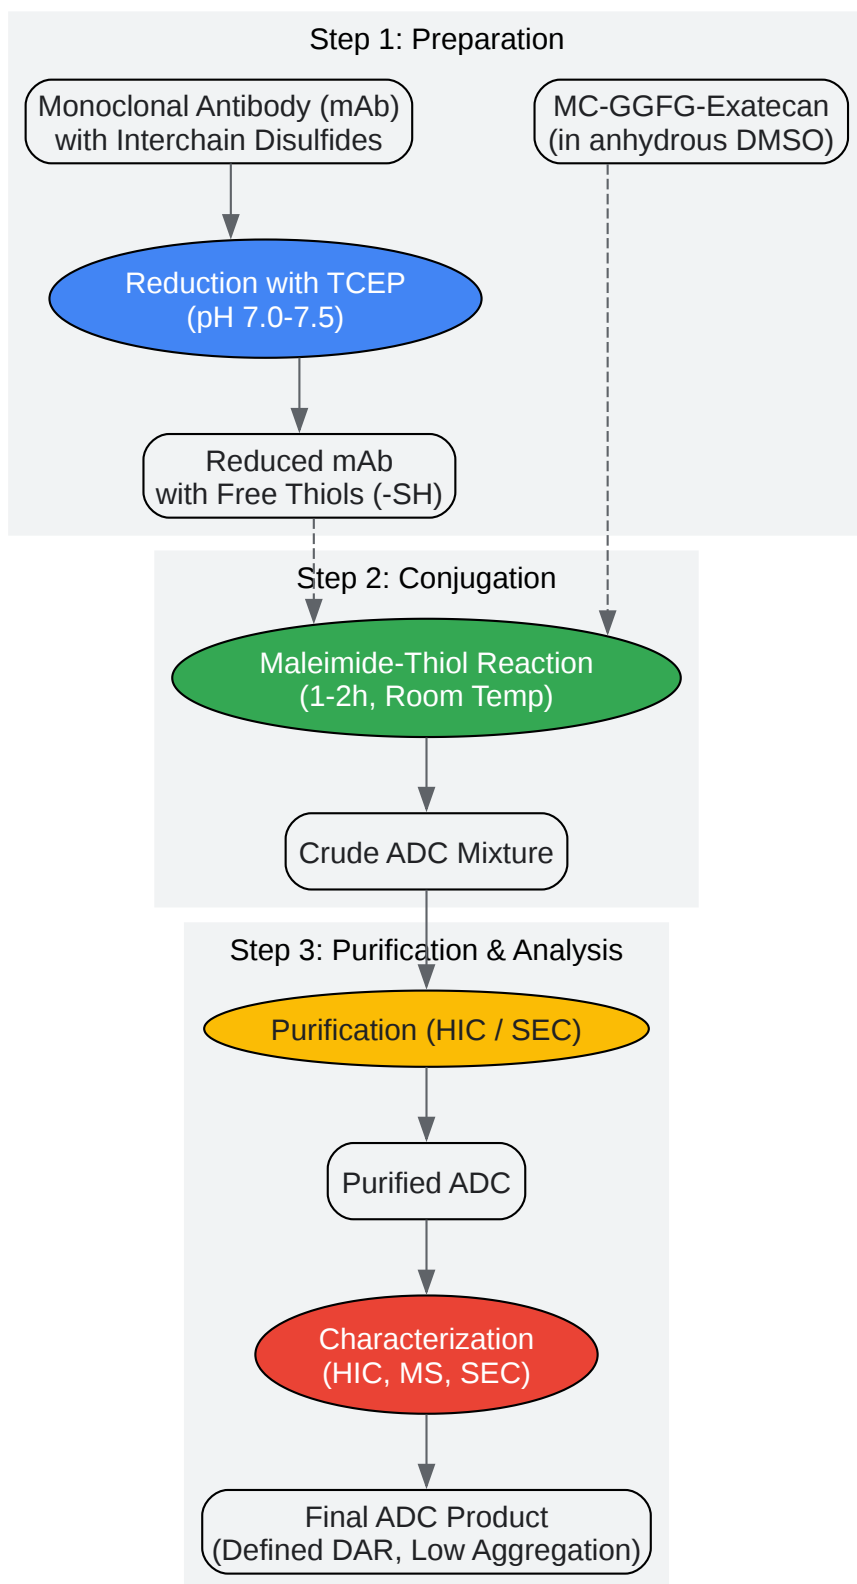 Step 1: Preparation
Monoclonal Antibody (mAb)
with Interchain Disulfides
MC-GGFG-Exatecan
(in anhydrous DMSO)
Reduction with TCEP
(pH 7.0-7.5)
Reduced mAb
with Free Thiols (-SH)
Step 2: Conjugation
Maleimide-Thiol Reaction
(1-2h, Room Temp)
Crude ADC Mixture
Step 3: Purification & Analysis
Purification (HIC / SEC)
Purified ADC
Characterization
(HIC, MS, SEC)
Final ADC Product
(Defined DAR, Low Aggregation)